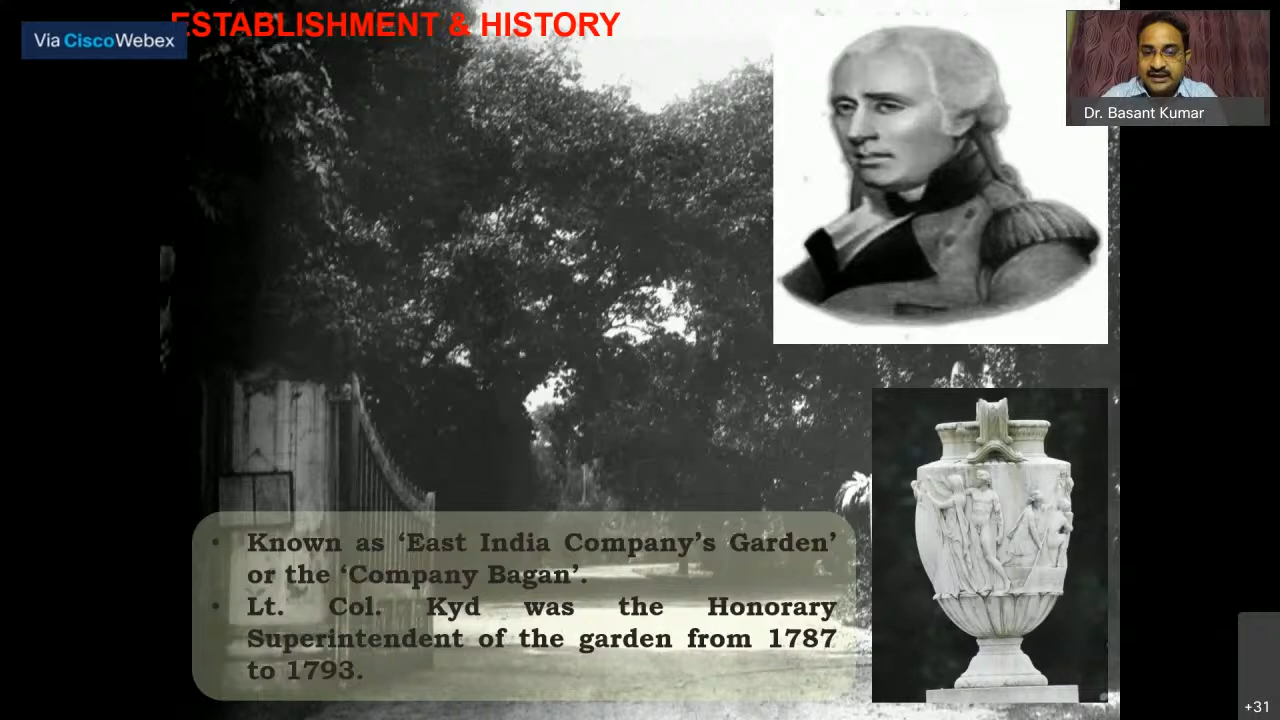 ESTABLISHMENT & HISTORY
Via CiscoWebex
Dr. Basant Kumar
• Known as ‘East India Company’s Garden’
or the ‘Company Bagan’.
• Lt. Col. Kyd was the Honorary
Superintendent of the garden from 1787
to 1793.
+31